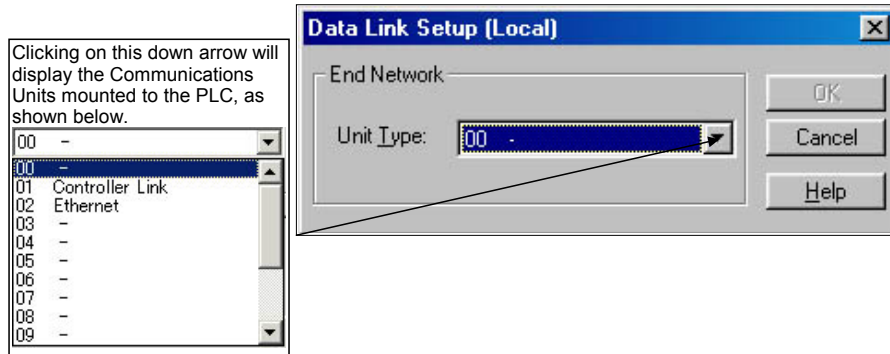 Clicking on this down arrow will
display the Communications
Units mounted to the PLC, as
shown below.
00 -
00 -
01 Controller Link
02 Ethernet
03 -
04 -
05 -
06 -
07 -
08 -
09 -
Data Link Setup (Local)
End Network
Unit Type: 00 -
OK
Cancel
Help